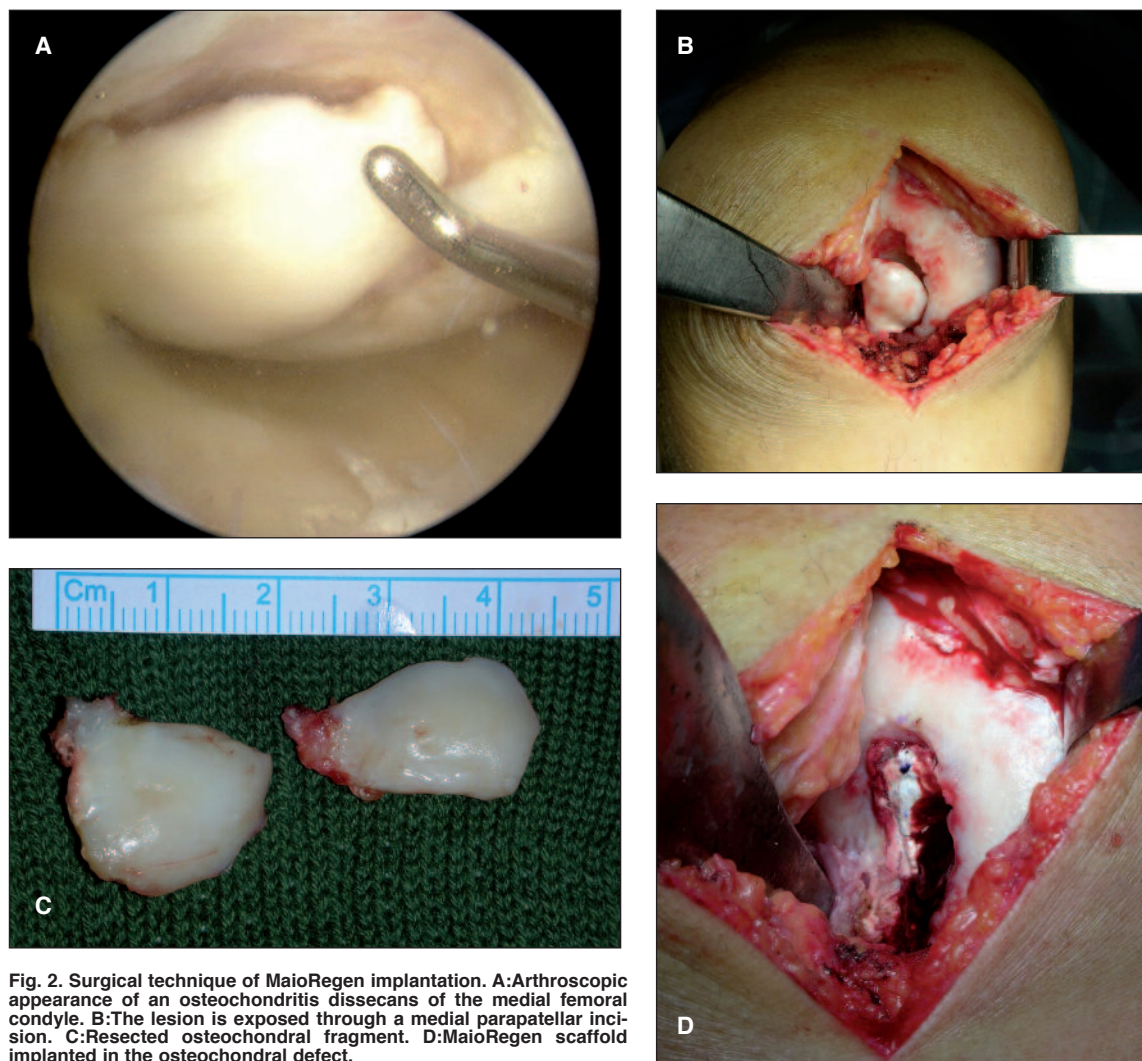 A
B
Cm 1 2 3 4 5
C
D
Fig. 2. Surgical technique of MaioRegen implantation. A:Arthroscopic
appearance of an osteochondritis dissecans of the medial femoral
condyle. B:The lesion is exposed through a medial parapatellar inci-
sion. C:Resected osteochondral fragment. D:MaioRegen scaffold
implanted in the osteochondral defect.